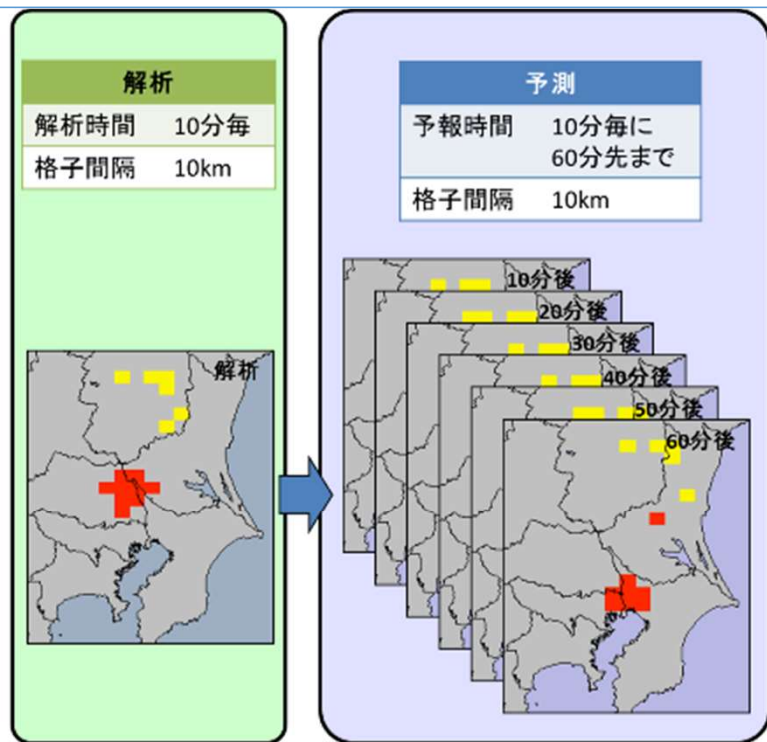 解析
解析時間 10分毎
格子間隔 10km
解析
予測
予報時間 10分毎に
60分先まで
格子間隔 10km
10分後
20分後
30分後
40分後
50分後
60分後